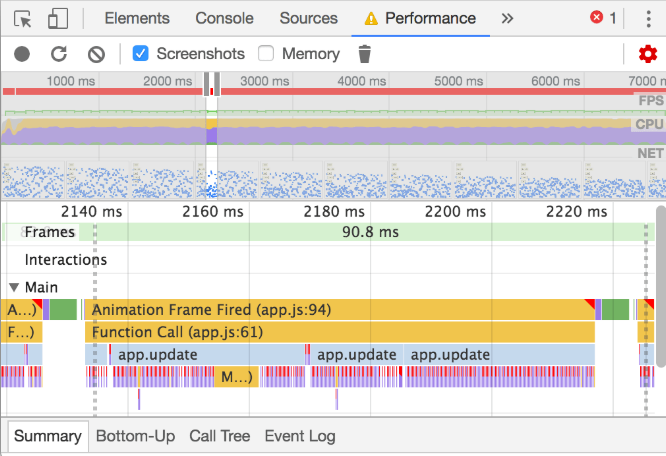 Elements Console Sources Performance » 1
Screenshots Memory
1000 ms 2000 ms 3000 ms 4000 ms 5000 ms 6000 ms 7000 m
FPS
CPU
NET
2140 ms 2160 ms 2180 ms 2200 ms 2220 ms
Frames 90.8 ms
Interactions
Main
A...) Animation Frame Fired (app.js:94)
F...) Function Call (app.js:61)
app.update app.update app.update
M...)
Summary Bottom-Up Call Tree Event Log